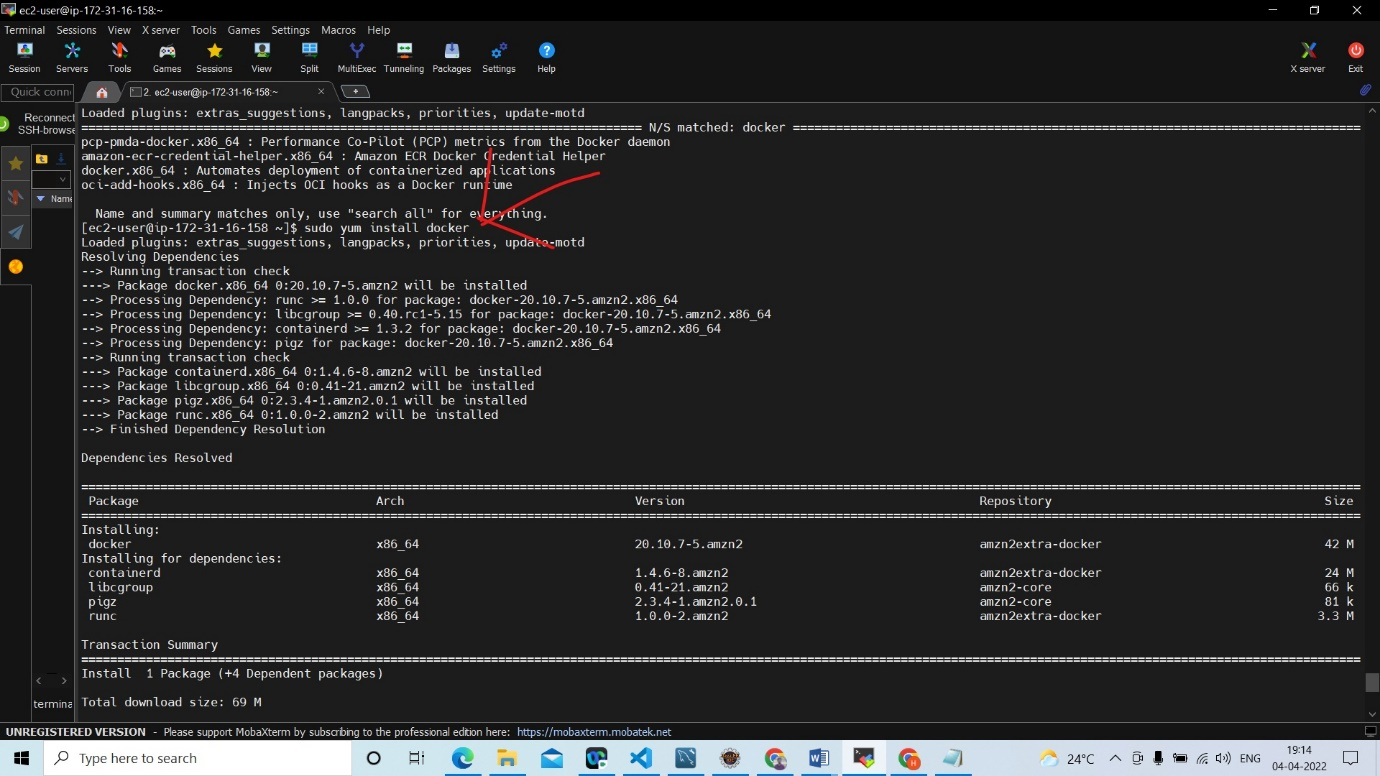 ec2-user@ip-172-31-16-158:~
Terminal Sessions View X server Tools Games Settings Macros Help
Session Servers Tools Games Sessions View Split MultiExec Tunneling Packages Settings Help X server Exit
Quick conn
2. ec2-user@ip-172-31-16-158:~
Reconnect
SSH-browse
Name
Loaded plugins: extras_suggestions, langpacks, priorities, update-motd
============================== N/S matched: docker ==============================
pcp-pmda-docker.x86_64 : Performance Co-Pilot (PCP) metrics from the Docker daemon
amazon-ecr-credential-helper.x86_64 : Amazon ECR Docker Credential Helper
docker.x86_64 : Automates deployment of containerized applications
oci-add-hooks.x86_64 : Injects OCI hooks as a Docker runtime
Name and summary matches only, use "search all" for everything.
[ec2-user@ip-172-31-16-158 ~]$ sudo yum install docker
Loaded plugins: extras_suggestions, langpacks, priorities, update-motd
Resolving Dependencies
--> Running transaction check
---> Package docker.x86_64 0:20.10.7-5.amzn2 will be installed
--> Processing Dependency: runc >= 1.0.0 for package: docker-20.10.7-5.amzn2.x86_64
--> Processing Dependency: libcgroup >= 0.40.rc1-5.15 for package: docker-20.10.7-5.amzn2.x86_64
--> Processing Dependency: containerd >= 1.3.2 for package: docker-20.10.7-5.amzn2.x86_64
--> Processing Dependency: pigz for package: docker-20.10.7-5.amzn2.x86_64
--> Running transaction check
---> Package containerd.x86_64 0:1.4.6-8.amzn2 will be installed
---> Package libcgroup.x86_64 0:0.41-21.amzn2 will be installed
---> Package pigz.x86_64 0:2.3.4-1.amzn2.0.1 will be installed
---> Package runc.x86_64 0:1.0.0-2.amzn2 will be installed
--> Finished Dependency Resolution
Dependencies Resolved
Package Arch Version Repository Size
Installing:
docker x86_64 20.10.7-5.amzn2 amzn2extra-docker 42 M
Installing for dependencies:
containerd x86_64 1.4.6-8.amzn2 amzn2extra-docker 24 M
libcgroup x86_64 0.41-21.amzn2 amzn2-core 66 k
pigz x86_64 2.3.4-1.amzn2.0.1 amzn2-core 81 k
runc x86_64 1.0.0-2.amzn2 amzn2extra-docker 3.3 M
Transaction Summary
Install 1 Package (+4 Dependent packages)
Total download size: 69 M
termina
UNREGISTERED VERSION - Please support MobaXterm by subscribing to the professional edition here: https://mobaxterm.mobatek.net
Type here to search
24°C ENG
19:14
04-04-2022